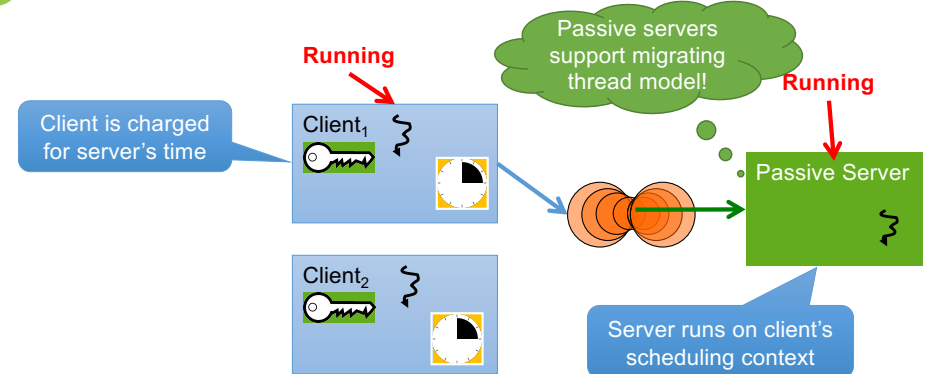 Passive servers
support migrating
thread model!
Running
Running
Client is charged
for server's time
Client₁
Passive Server
Client₂
Server runs on client's
scheduling context